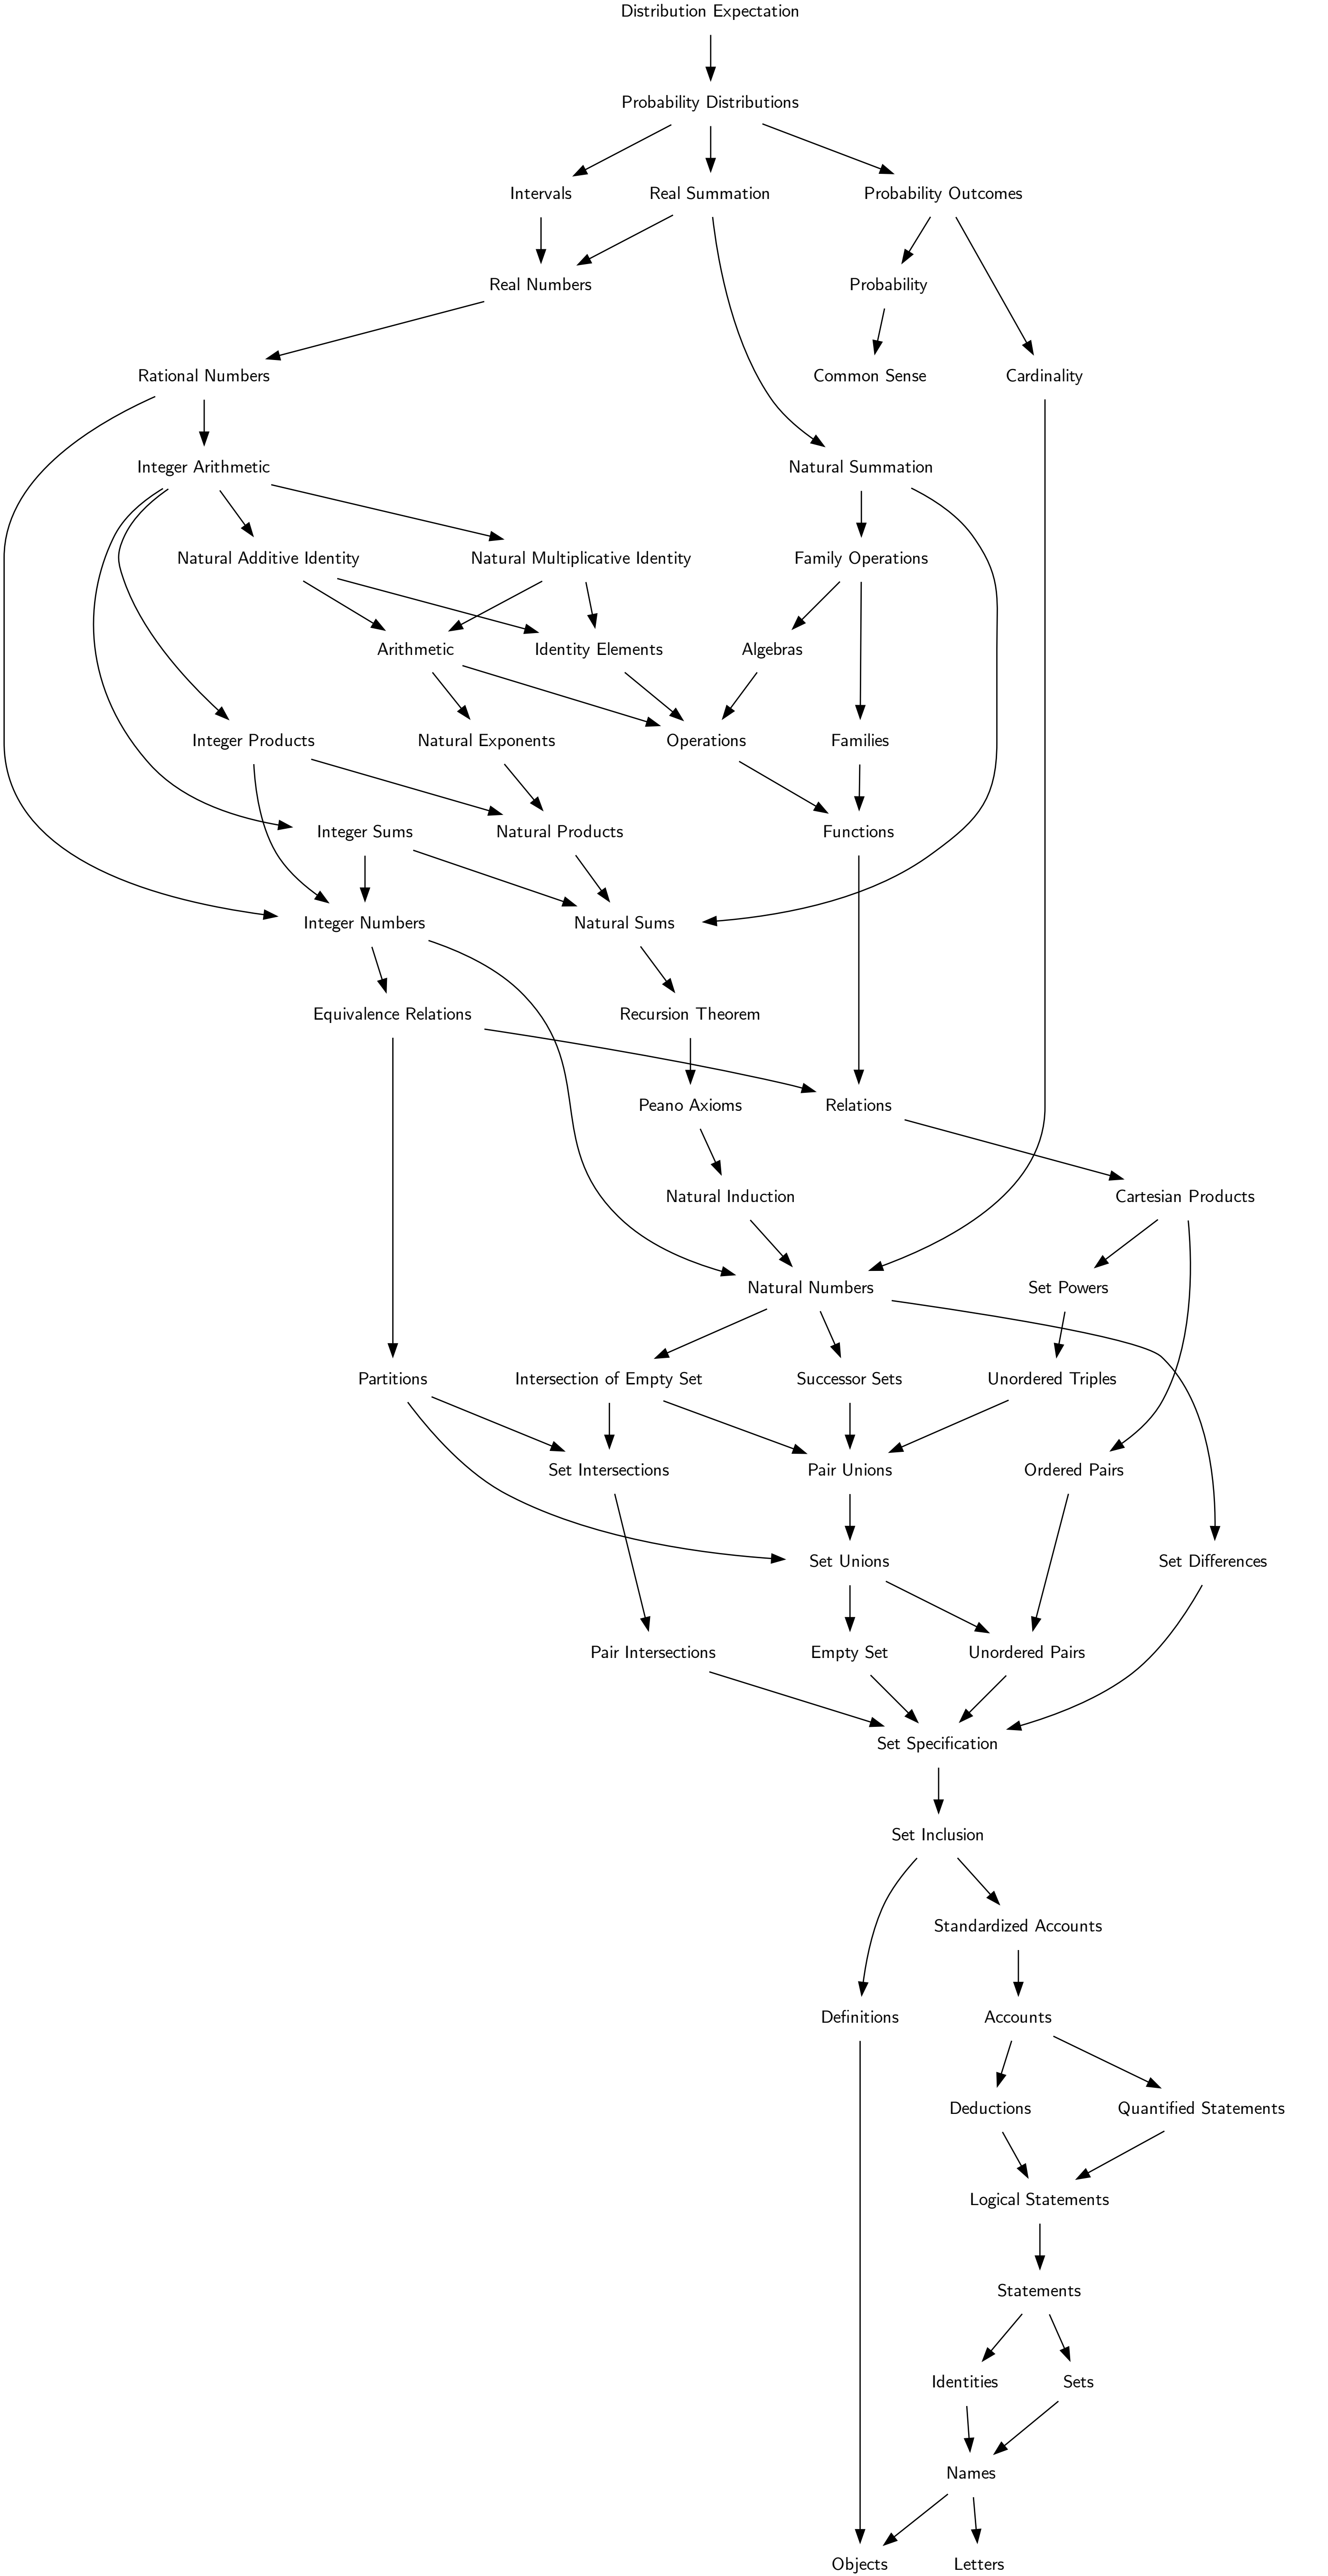 Distribution Expectation
Probability Distributions
Intervals
Real Summation
Probability Outcomes
Real Numbers
Probability
Rational Numbers
Common Sense
Cardinality
Integer Arithmetic
Natural Summation
Natural Additive Identity
Natural Multiplicative Identity
Family Operations
Arithmetic
Identity Elements
Algebras
Integer Products
Natural Exponents
Operations
Families
Integer Sums
Natural Products
Functions
Integer Numbers
Natural Sums
Equivalence Relations
Recursion Theorem
Peano Axioms
Relations
Natural Induction
Cartesian Products
Natural Numbers
Set Powers
Partitions
Intersection of Empty Set
Successor Sets
Unordered Triples
Set Intersections
Pair Unions
Ordered Pairs
Set Unions
Set Differences
Pair Intersections
Empty Set
Unordered Pairs
Set Specification
Set Inclusion
Standardized Accounts
Definitions
Accounts
Deductions
Quantified Statements
Logical Statements
Statements
Identities
Sets
Names
Objects
Letters